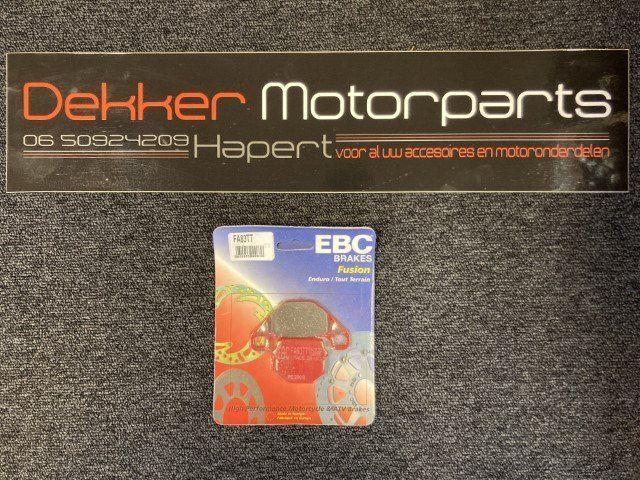 Dekker Motorparts
06 50924209 Hapert voor al uw accesoires en motoronderdelen
FA83TT
EBC
BRAKES
Fusion
Enduro / Tout Terrain
FA83TT
High Performance Motorcycle & ATV Brakes